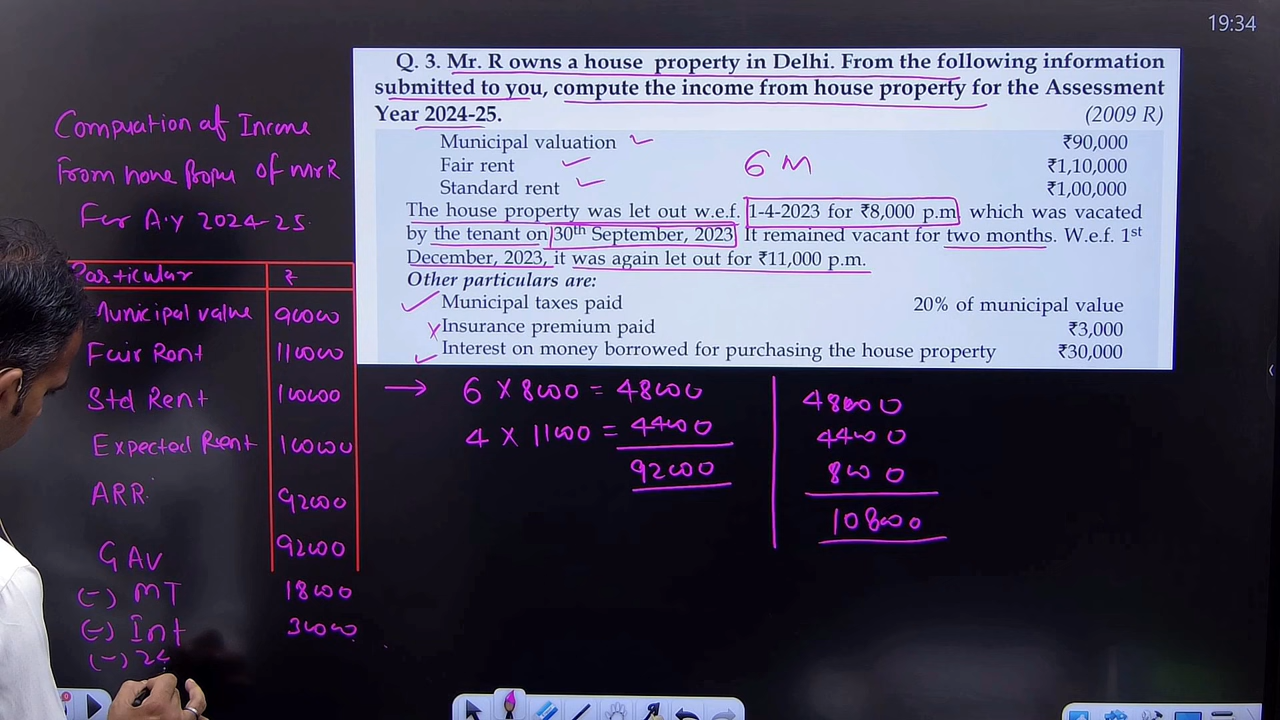 19:34
Q. 3. Mr. R owns a house property in Delhi. From the following information
submitted to you, compute the income from house property for the Assessment
Year 2024-25. (2009 R)
Municipal valuation ₹90,000
Fair rent ₹1,10,000
Standard rent ₹1,00,000
6 M
The house property was let out w.e.f. 1-4-2023 for ₹8,000 p.m. which was vacated
by the tenant on 30th September, 2023. It remained vacant for two months. W.e.f. 1st
December, 2023, it was again let out for ₹11,000 p.m.
Other particulars are:
Municipal taxes paid 20% of municipal value
Insurance premium paid ₹3,000
Interest on money borrowed for purchasing the house property ₹30,000
Compuation of Income
From of Mr R
For A.Y 2024-25.
Particular ₹
Municipal value 90000
Fair Rent 110000
Std Rent 100000
Expected Rent 100000
ARR 92000
GAV 92000
(-) MT 18000
(-) Int 30000
(-) 24
→ 6 × 8000 = 48000
4 × 11000 = 44000
92000
48000
44000
8000
108000